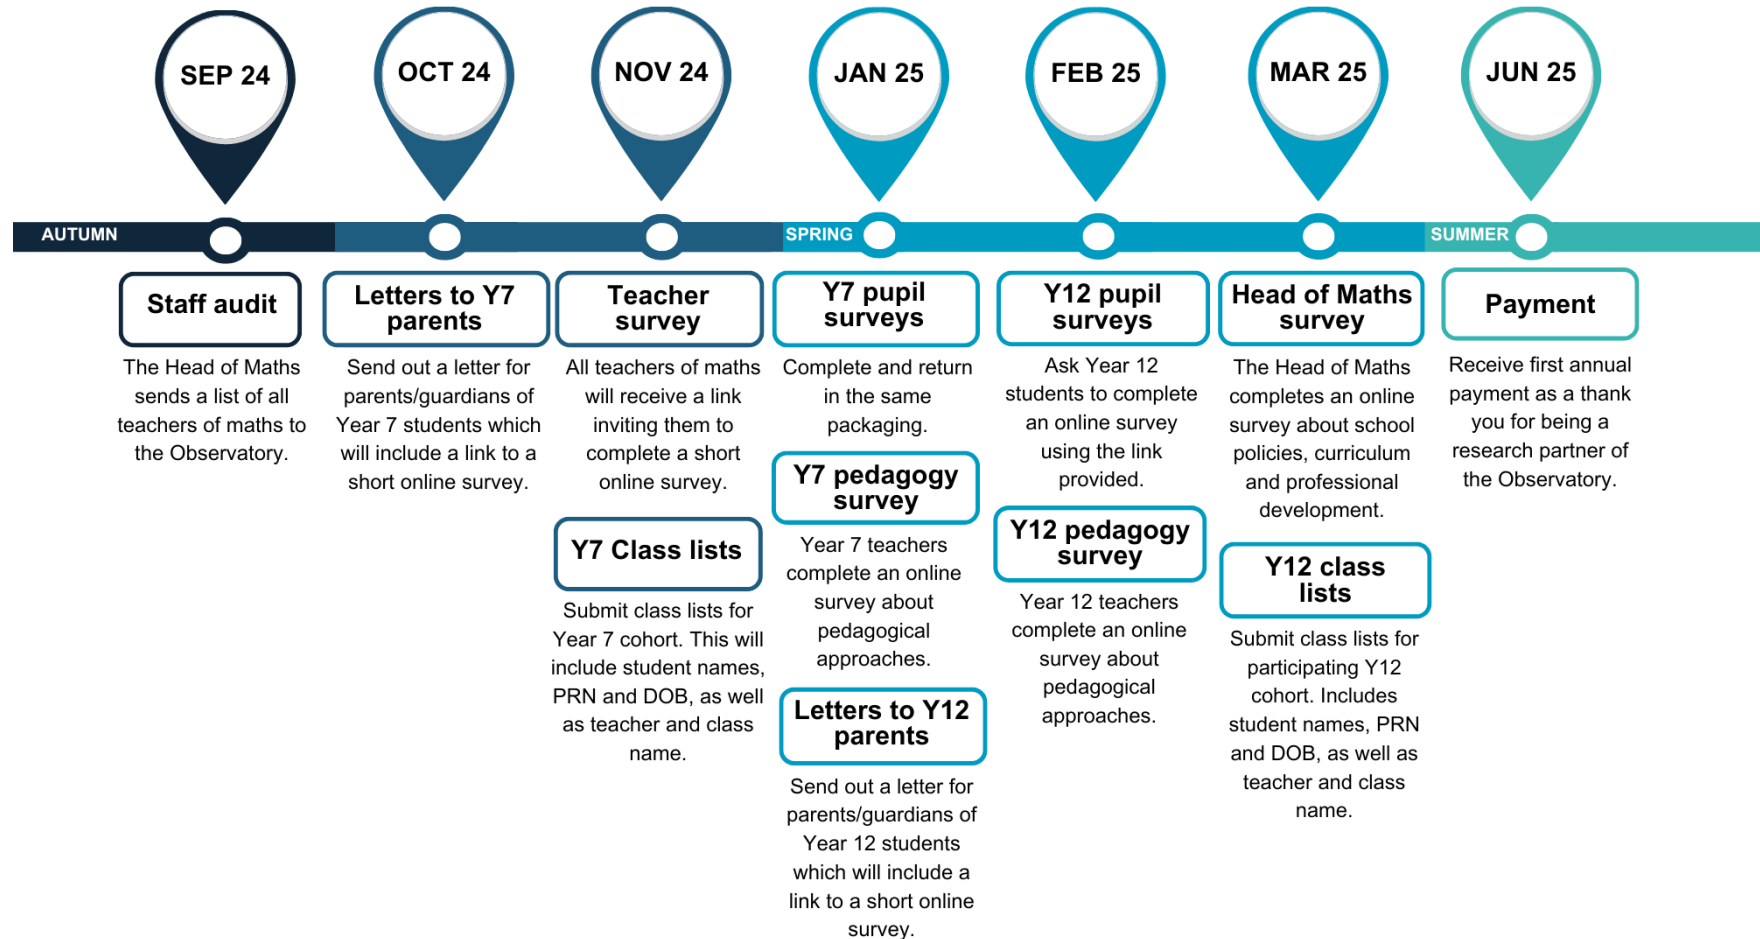 SEP 24
OCT 24
NOV 24
JAN 25
FEB 25
MAR 25
JUN 25
AUTUMN
SPRING
SUMMER
Staff audit
The Head of Maths
sends a list of all
teachers of maths to
the Observatory.
Letters to Y7
parents
Send out a letter for
parents/guardians of
Year 7 students which
will include a link to a
short online survey.
Teacher
survey
All teachers of maths
will receive a link
inviting them to
complete a short
online survey.
Y7 Class lists
Submit class lists for
Year 7 cohort. This will
include student names,
PRN and DOB, as well
as teacher and class
name.
Y7 pupil
surveys
Complete and return
in the same
packaging.
Y7 pedagogy
survey
Year 7 teachers
complete an online
survey about
pedagogical
approaches.
Letters to Y12
parents
Send out a letter for
parents/guardians of
Year 12 students
which will include a
link to a short online
survey.
Y12 pupil
surveys
Ask Year 12
students to complete
an online survey
using the link
provided.
Y12 pedagogy
survey
Year 12 teachers
complete an online
survey about
pedagogical
approaches.
Head of Maths
survey
The Head of Maths
completes an online
survey about school
policies, curriculum
and professional
development.
Y12 class
lists
Submit class lists for
participating Y12
cohort. Includes
student names, PRN
and DOB, as well as
teacher and class
name.
Payment
Receive first annual
payment as a thank
you for being a
research partner of
the Observatory.